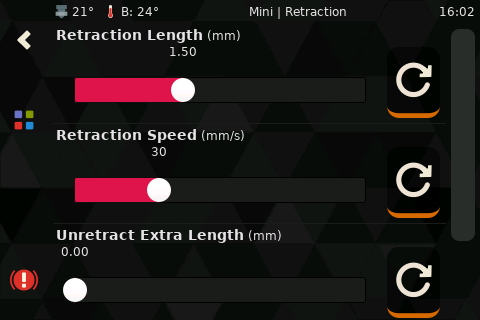 21° B: 24° Mini | Retraction 16:02
Retraction Length (mm)
1.50
Retraction Speed (mm/s)
30
Unretract Extra Length (mm)
0.00